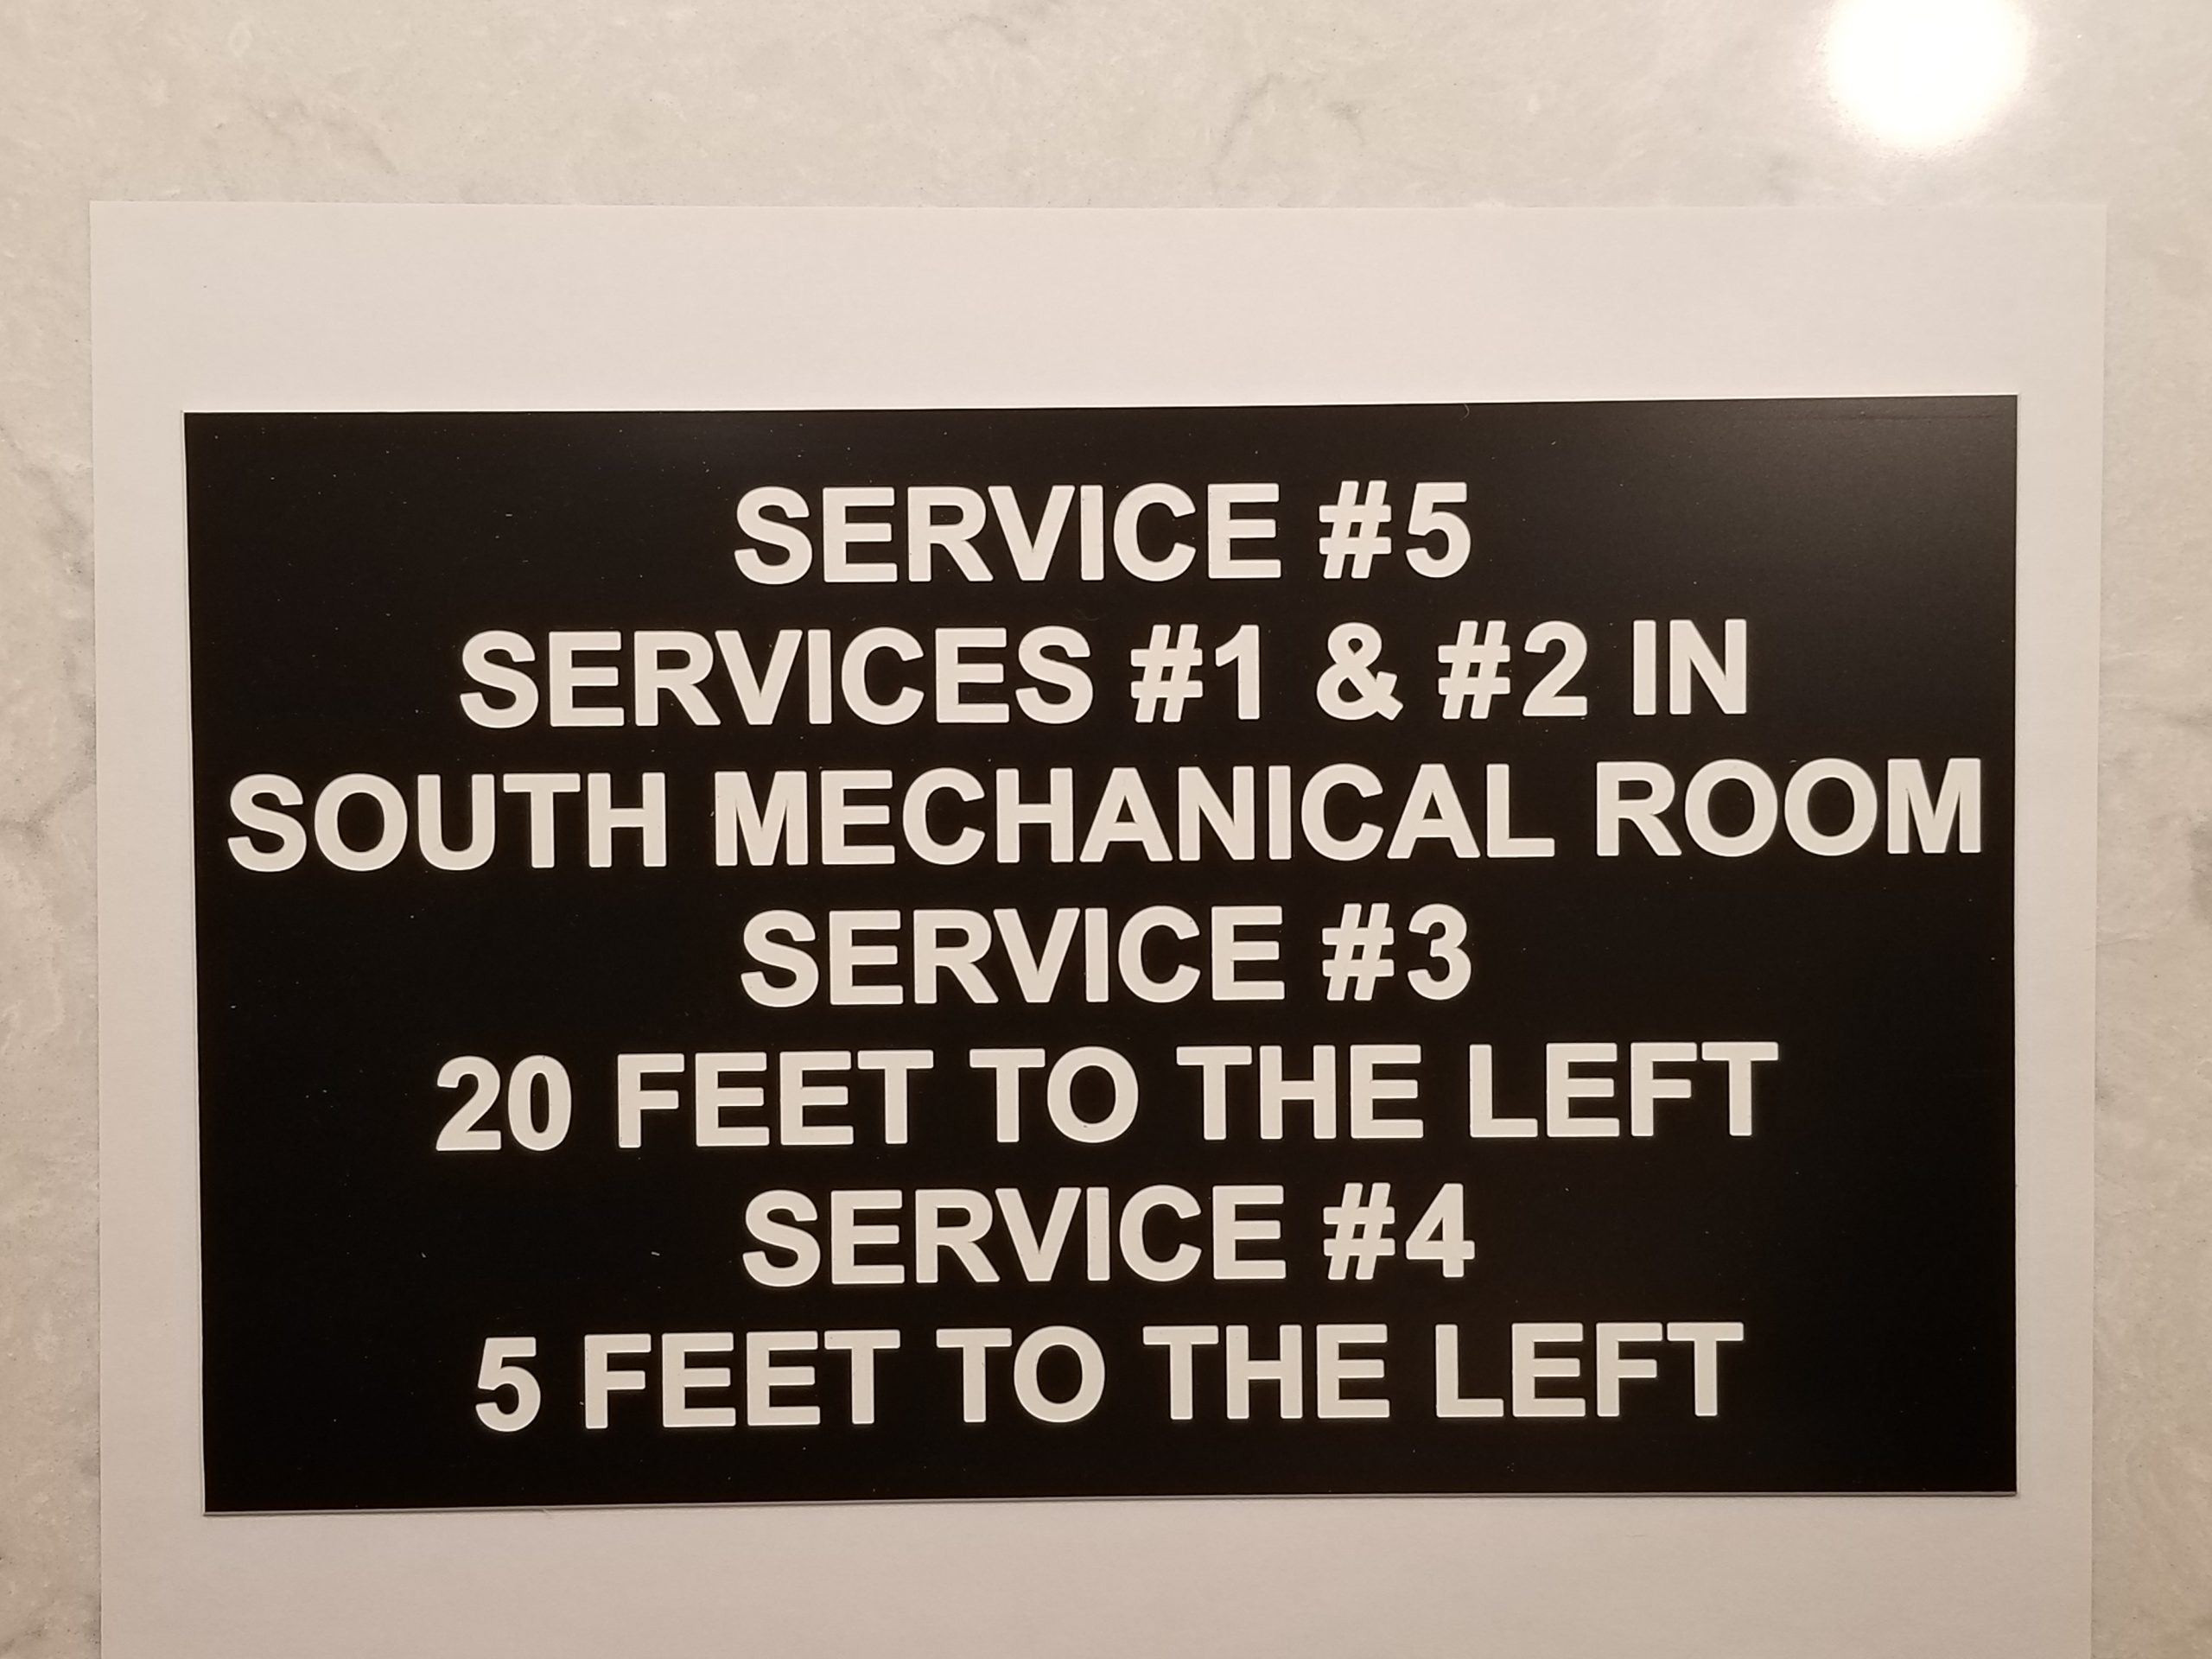 SERVICE #5
SERVICES #1 & #2 IN
SOUTH MECHANICAL ROOM
SERVICE #3
20 FEET TO THE LEFT
SERVICE #4
5 FEET TO THE LEFT